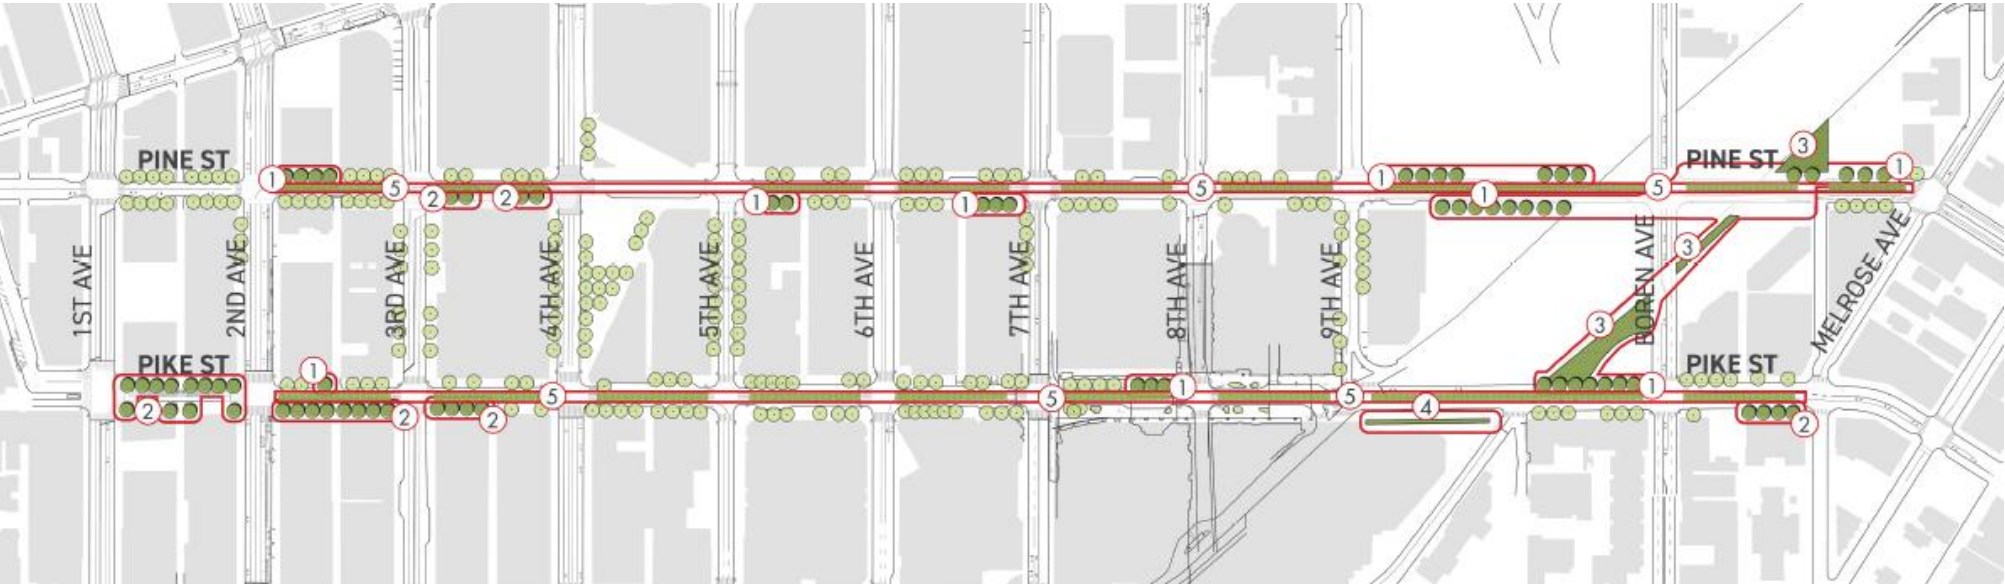 3
PINE ST
PINE ST
1
1
1
5
2
2
1
1
5
1
5
3
1ST AVE
2ND AVE
3RD AVE
4TH AVE
5TH AVE
6TH AVE
7TH AVE
8TH AVE
9TH AVE
BOREN AVE
MELROSE AVE
3
PIKE ST
PIKE ST
1
1
1
2
2
2
5
5
5
4
2